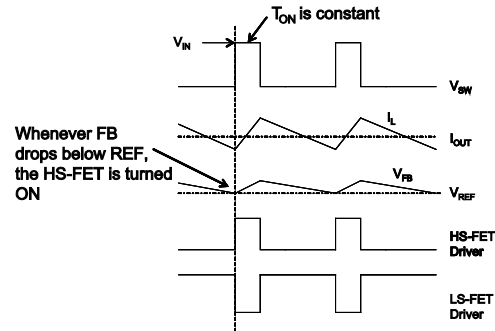 T_ON is constant
V_IN
V_SW
I_L
I_OUT
Whenever FB
drops below REF,
the HS-FET is turned
ON
V_FB
V_REF
HS-FET
Driver
LS-FET
Driver